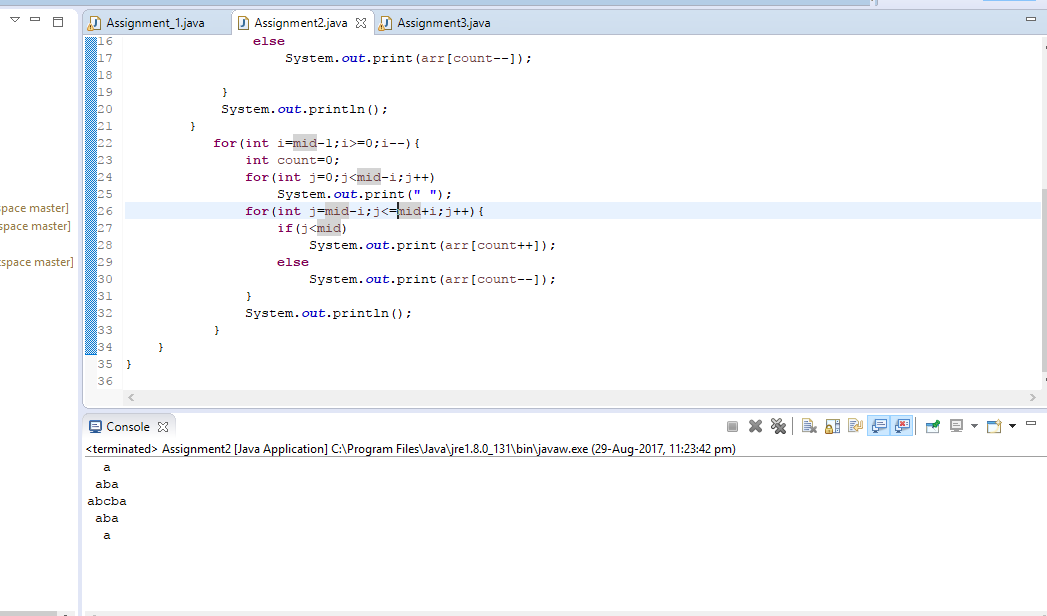 Assignment_1.java Assignment2.java Assignment3.java
16 else
17 System.out.print(arr[count--]);
18
19 }
20 System.out.println();
21 }
22 for(int i=mid-1;i>=0;i--){
23 int count=0;
24 for(int j=0;j<mid-i;j++)
25 System.out.print(" ");
space master]
26 for(int j=mid-i;j<=mid+i;j++){
space master]
27 if(j<mid)
28 System.out.print(arr[count++]);
space master]
29 else
30 System.out.print(arr[count--]);
31 }
32 System.out.println();
33 }
34 }
35 }
36
Console
<terminated> Assignment2 [Java Application] C:\Program Files\Java\jre1.8.0_131\bin\javaw.exe (29-Aug-2017, 11:23:42 pm)
a
aba
abcba
aba
a